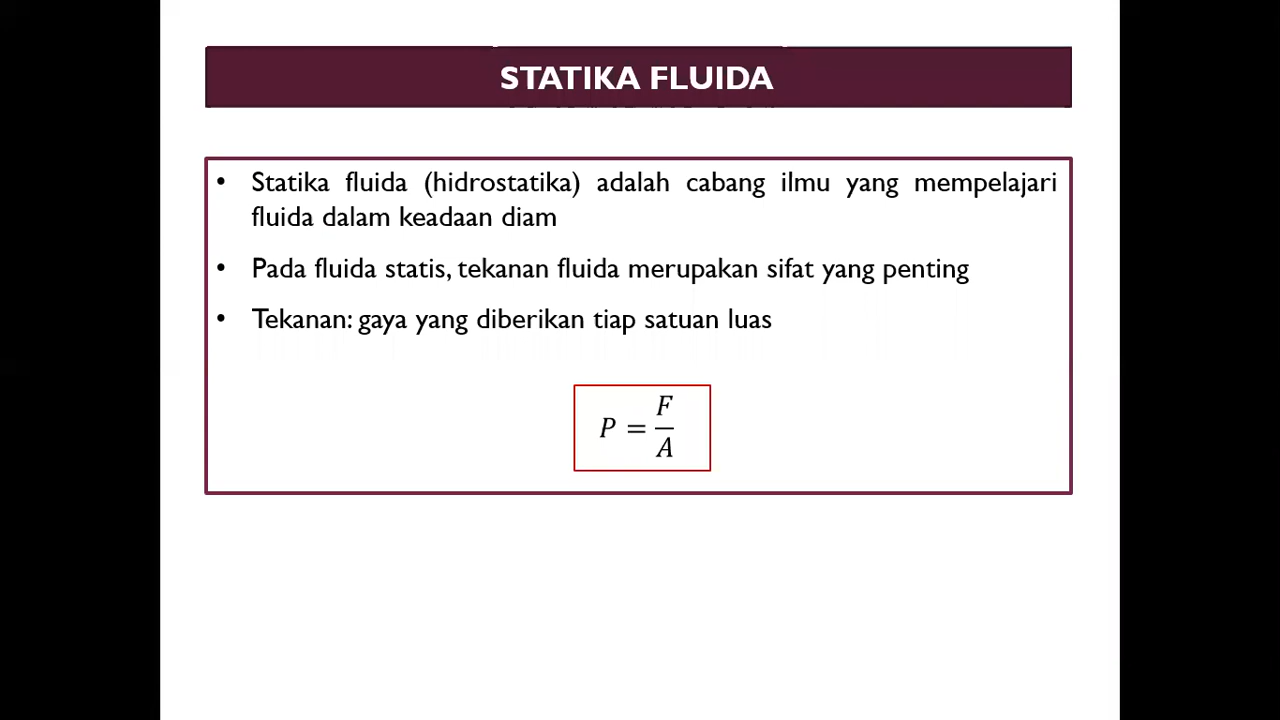 STATIKA FLUIDA
• Statika fluida (hidrostatika) adalah cabang ilmu yang mempelajari
fluida dalam keadaan diam
• Pada fluida statis, tekanan fluida merupakan sifat yang penting
• Tekanan: gaya yang diberikan tiap satuan luas
P = F/A